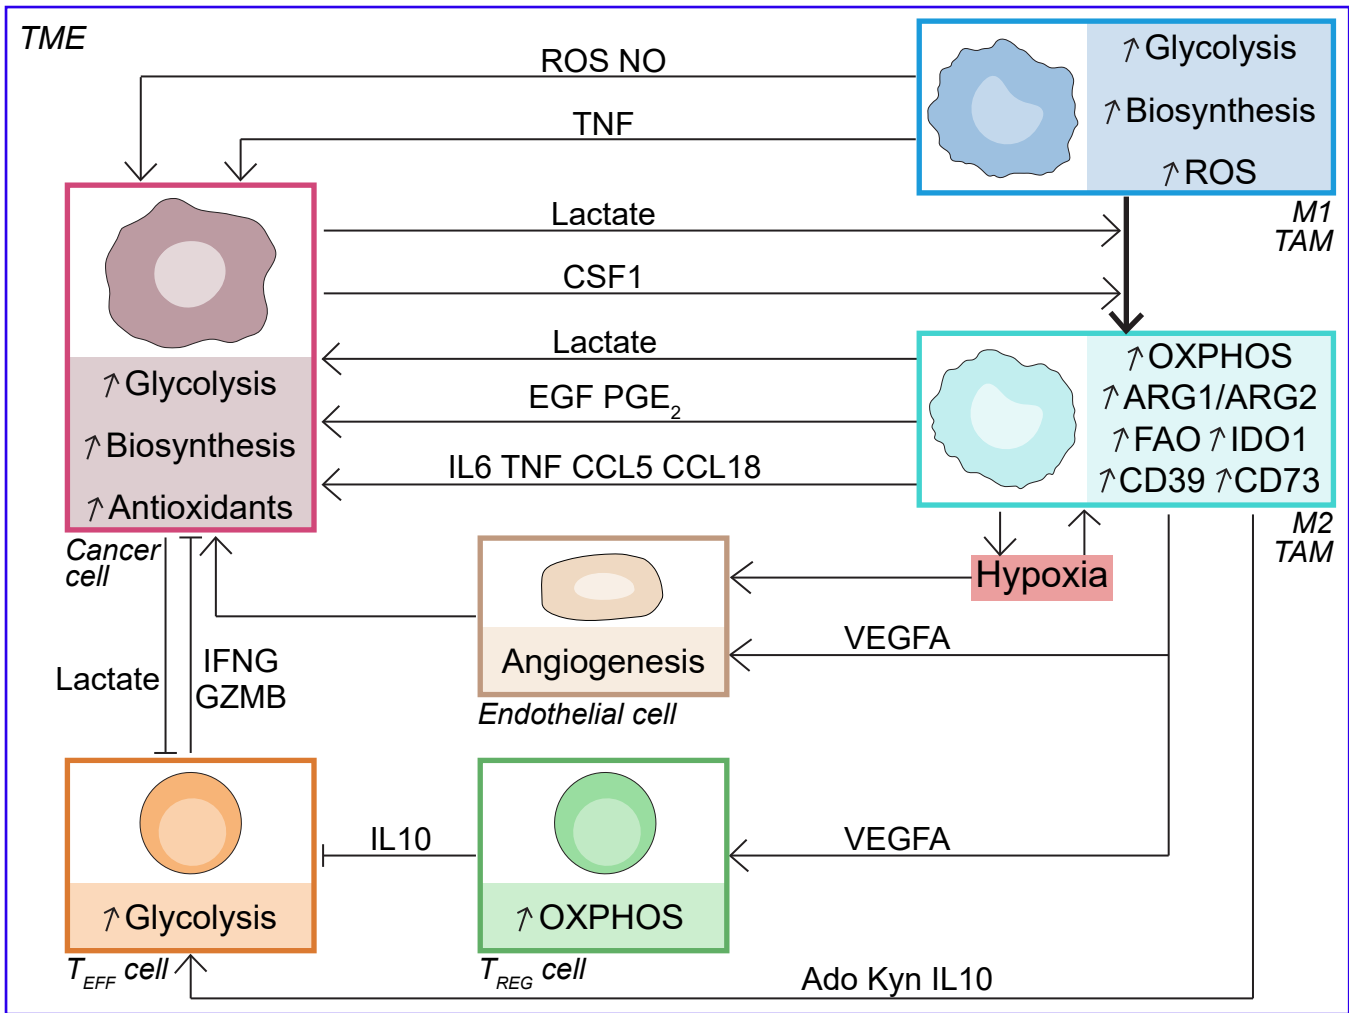 TME
ROS NO
TNF
↗Glycolysis
↗Biosynthesis
↗ROS
M1
TAM
Lactate
CSF1
Lactate
EGF PGE₂
IL6 TNF CCL5 CCL18
↗Glycolysis
↗Biosynthesis
↗Antioxidants
Cancer
cell
↗OXPHOS
↗ARG1/ARG2
↗FAO ↗IDO1
↗CD39 ↗CD73
M2
TAM
Hypoxia
Angiogenesis
Endothelial cell
VEGFA
Lactate
IFNG
GZMB
IL10
VEGFA
↗Glycolysis
T_EFF cell
↗OXPHOS
T_REG cell
Ado Kyn IL10